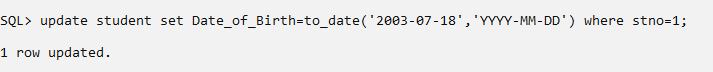 SQL> update student set Date_of_Birth=to_date('2003-07-18','YYYY-MM-DD') where stno=1;
1 row updated.